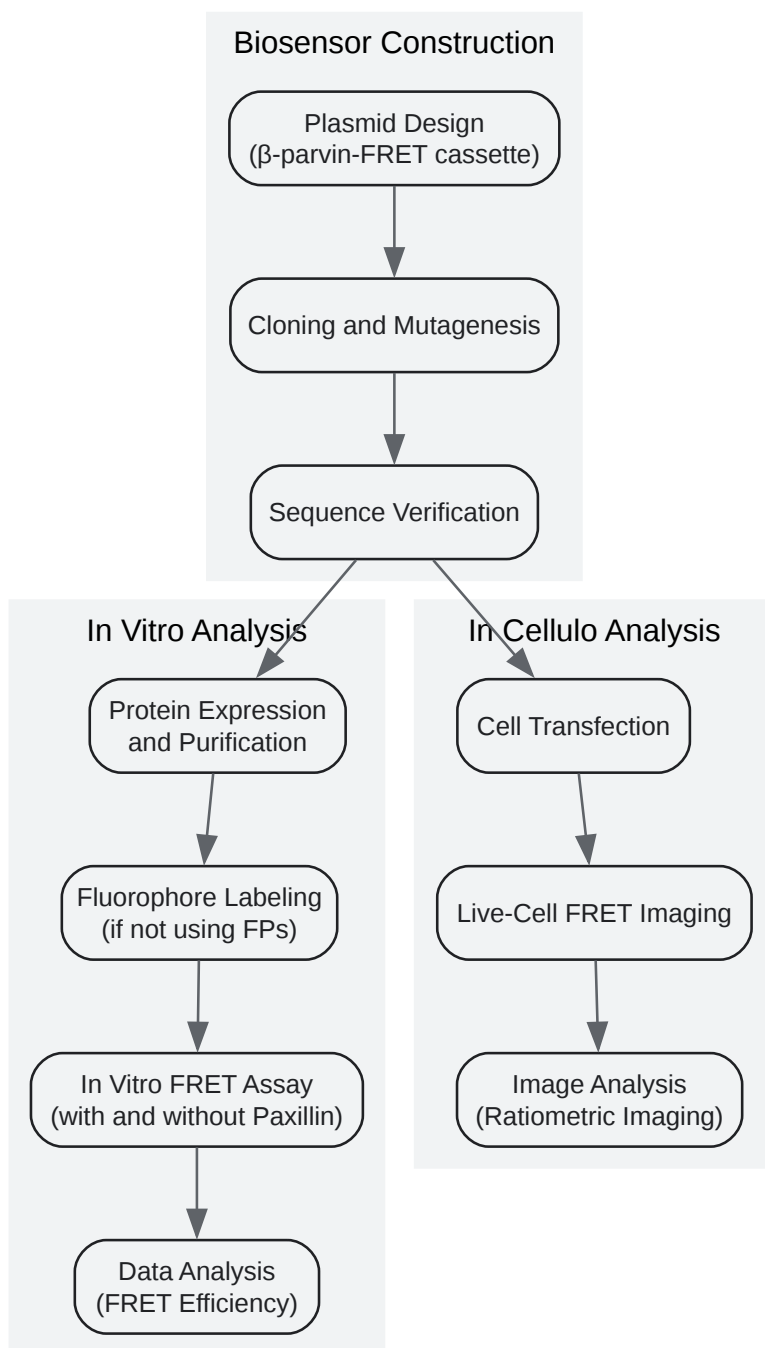 Biosensor Construction
Plasmid Design
(β-parvin-FRET cassette)
Cloning and Mutagenesis
Sequence Verification
In Vitro Analysis
Protein Expression
and Purification
Fluorophore Labeling
(if not using FPs)
In Vitro FRET Assay
(with and without Paxillin)
Data Analysis
(FRET Efficiency)
In Cellulo Analysis
Cell Transfection
Live-Cell FRET Imaging
Image Analysis
(Ratiometric Imaging)